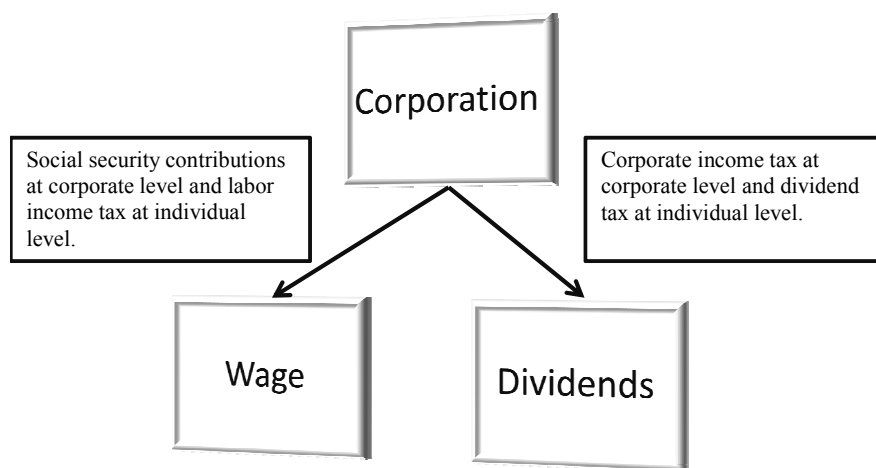 Corporation
Social security contributions
at corporate level and labor
income tax at individual
level.
Corporate income tax at
corporate level and dividend
tax at individual level.
Wage
Dividends